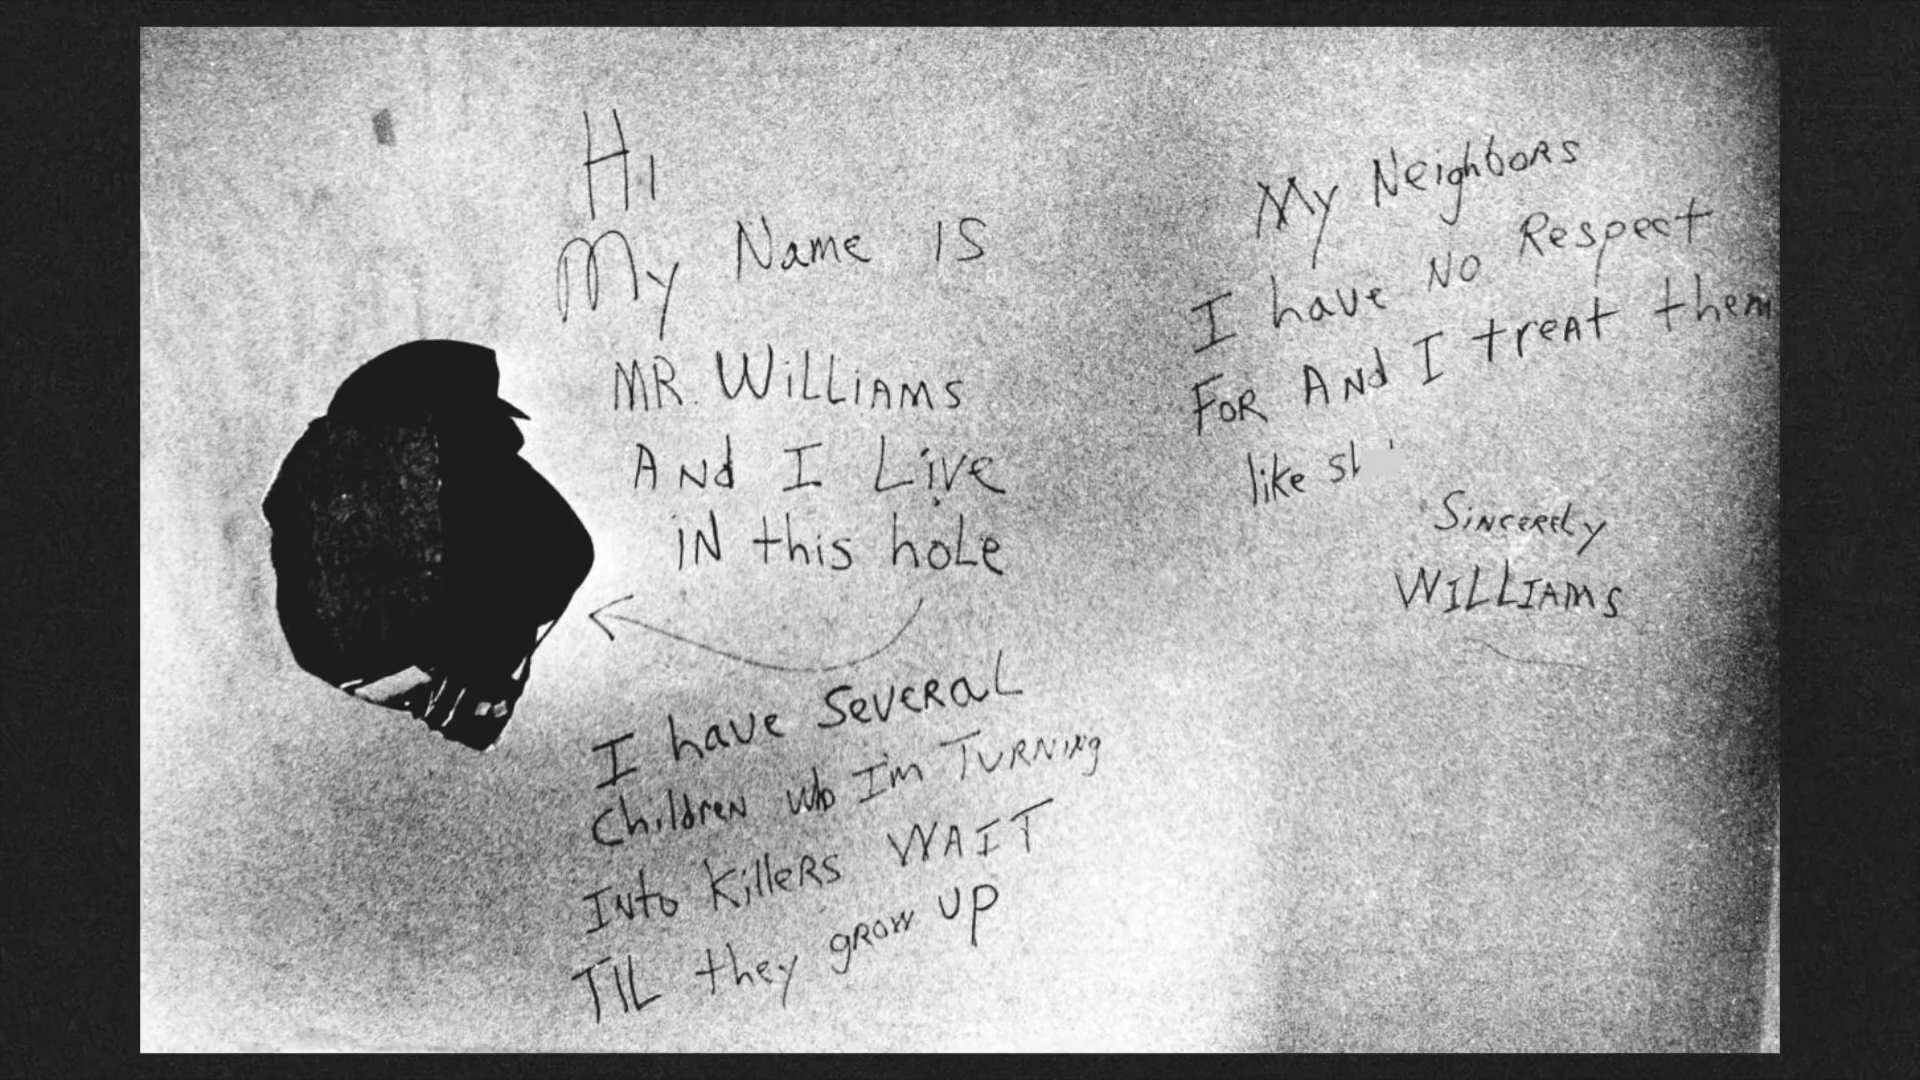 Hi
My Name IS
MR. WilliAMS
ANd I Live
iN this hoLe
I have SeveRaL
ChildreN who I'm TURNiNg
INto KilleRs WAIT
TIL they gRow UP
My NeighboRs
I have No Respect
FoR ANd I treAt them
like
SiNcerely
WILLIAMS